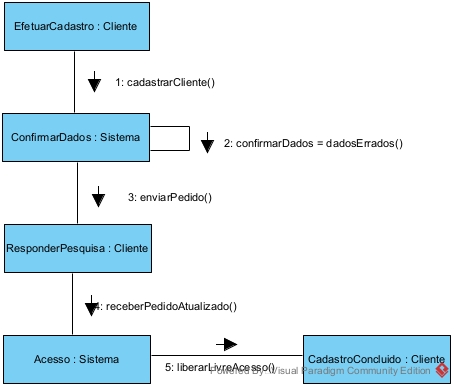 EfetuarCadastro : Cliente
1: cadastrarCliente()
ConfirmarDados : Sistema
2: confirmarDados = dadosErrados()
3: enviarPedido()
ResponderPesquisa : Cliente
4: receberPedidoAtualizado()
Acesso : Sistema
5: liberarLivreAcesso()
CadastroConcluido : Cliente
Powered By Visual Paradigm Community Edition